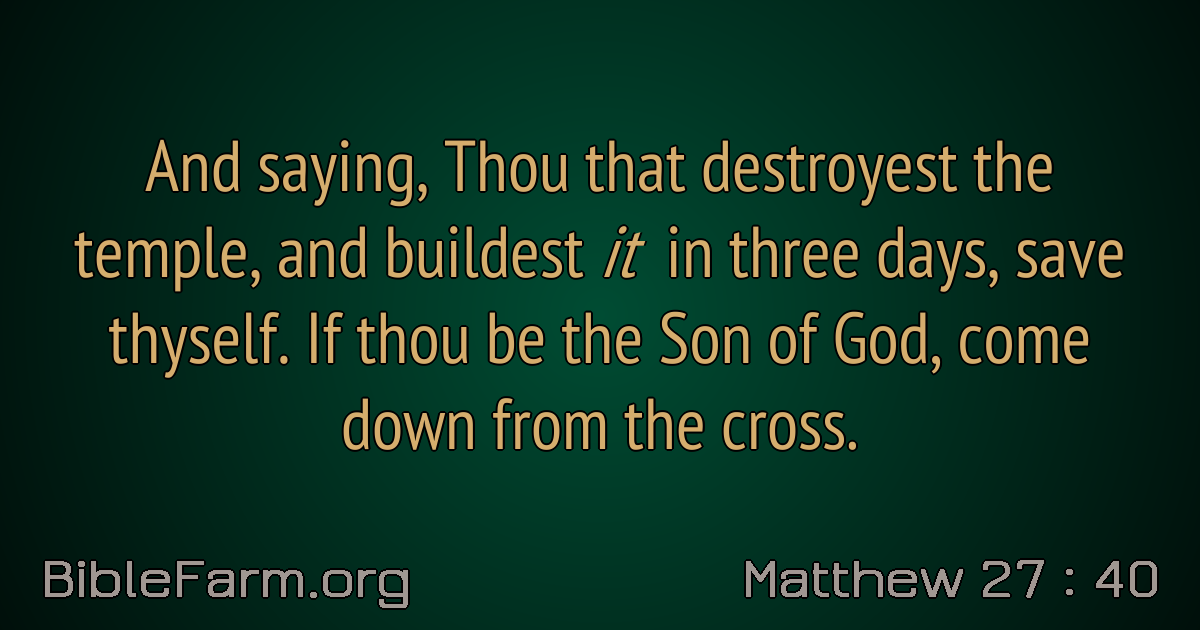 And saying, Thou that destroyest the
temple, and buildest it in three days, save
thyself. If thou be the Son of God, come
down from the cross.
BibleFarm.org
Matthew 27 : 40